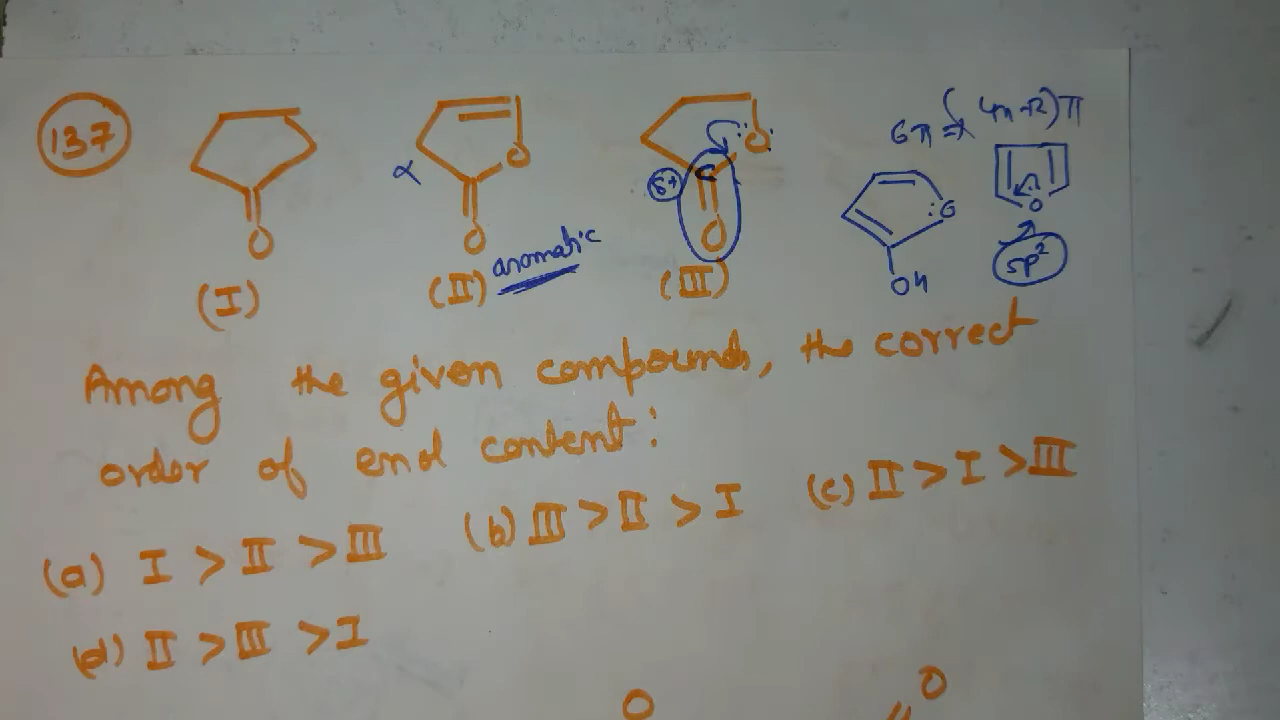 137
O
(I)
α
O
O
(II)
aromatic
δ+
C
:O:
O
(III)
6π ⇒ (4n+2)π
:O
OH
O
sp²
Among the given compounds, the correct
order of enol content:
(a) I > II > III (b) III > II > I (c) II > I > III
(d) II > III > I
O
O